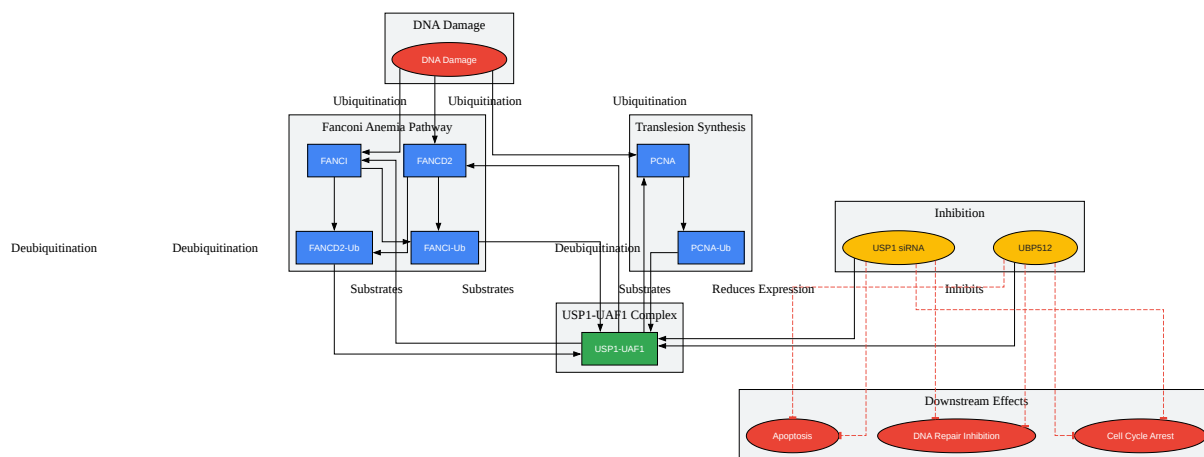 DNA Damage
DNA Damage
Ubiquitination
Ubiquitination
Ubiquitination
Fanconi Anemia Pathway
Translesion Synthesis
FANCI
FANCD2
PCNA
Inhibition
Deubiquitination
Deubiquitination
FANCD2-Ub
FANCI-Ub
Deubiquitination
PCNA-Ub
USP1 siRNA
UBP512
Substrates
Substrates
Substrates
Reduces Expression
Inhibits
USP1-UAF1 Complex
USP1-UAF1
Downstream Effects
Apoptosis
DNA Repair Inhibition
Cell Cycle Arrest